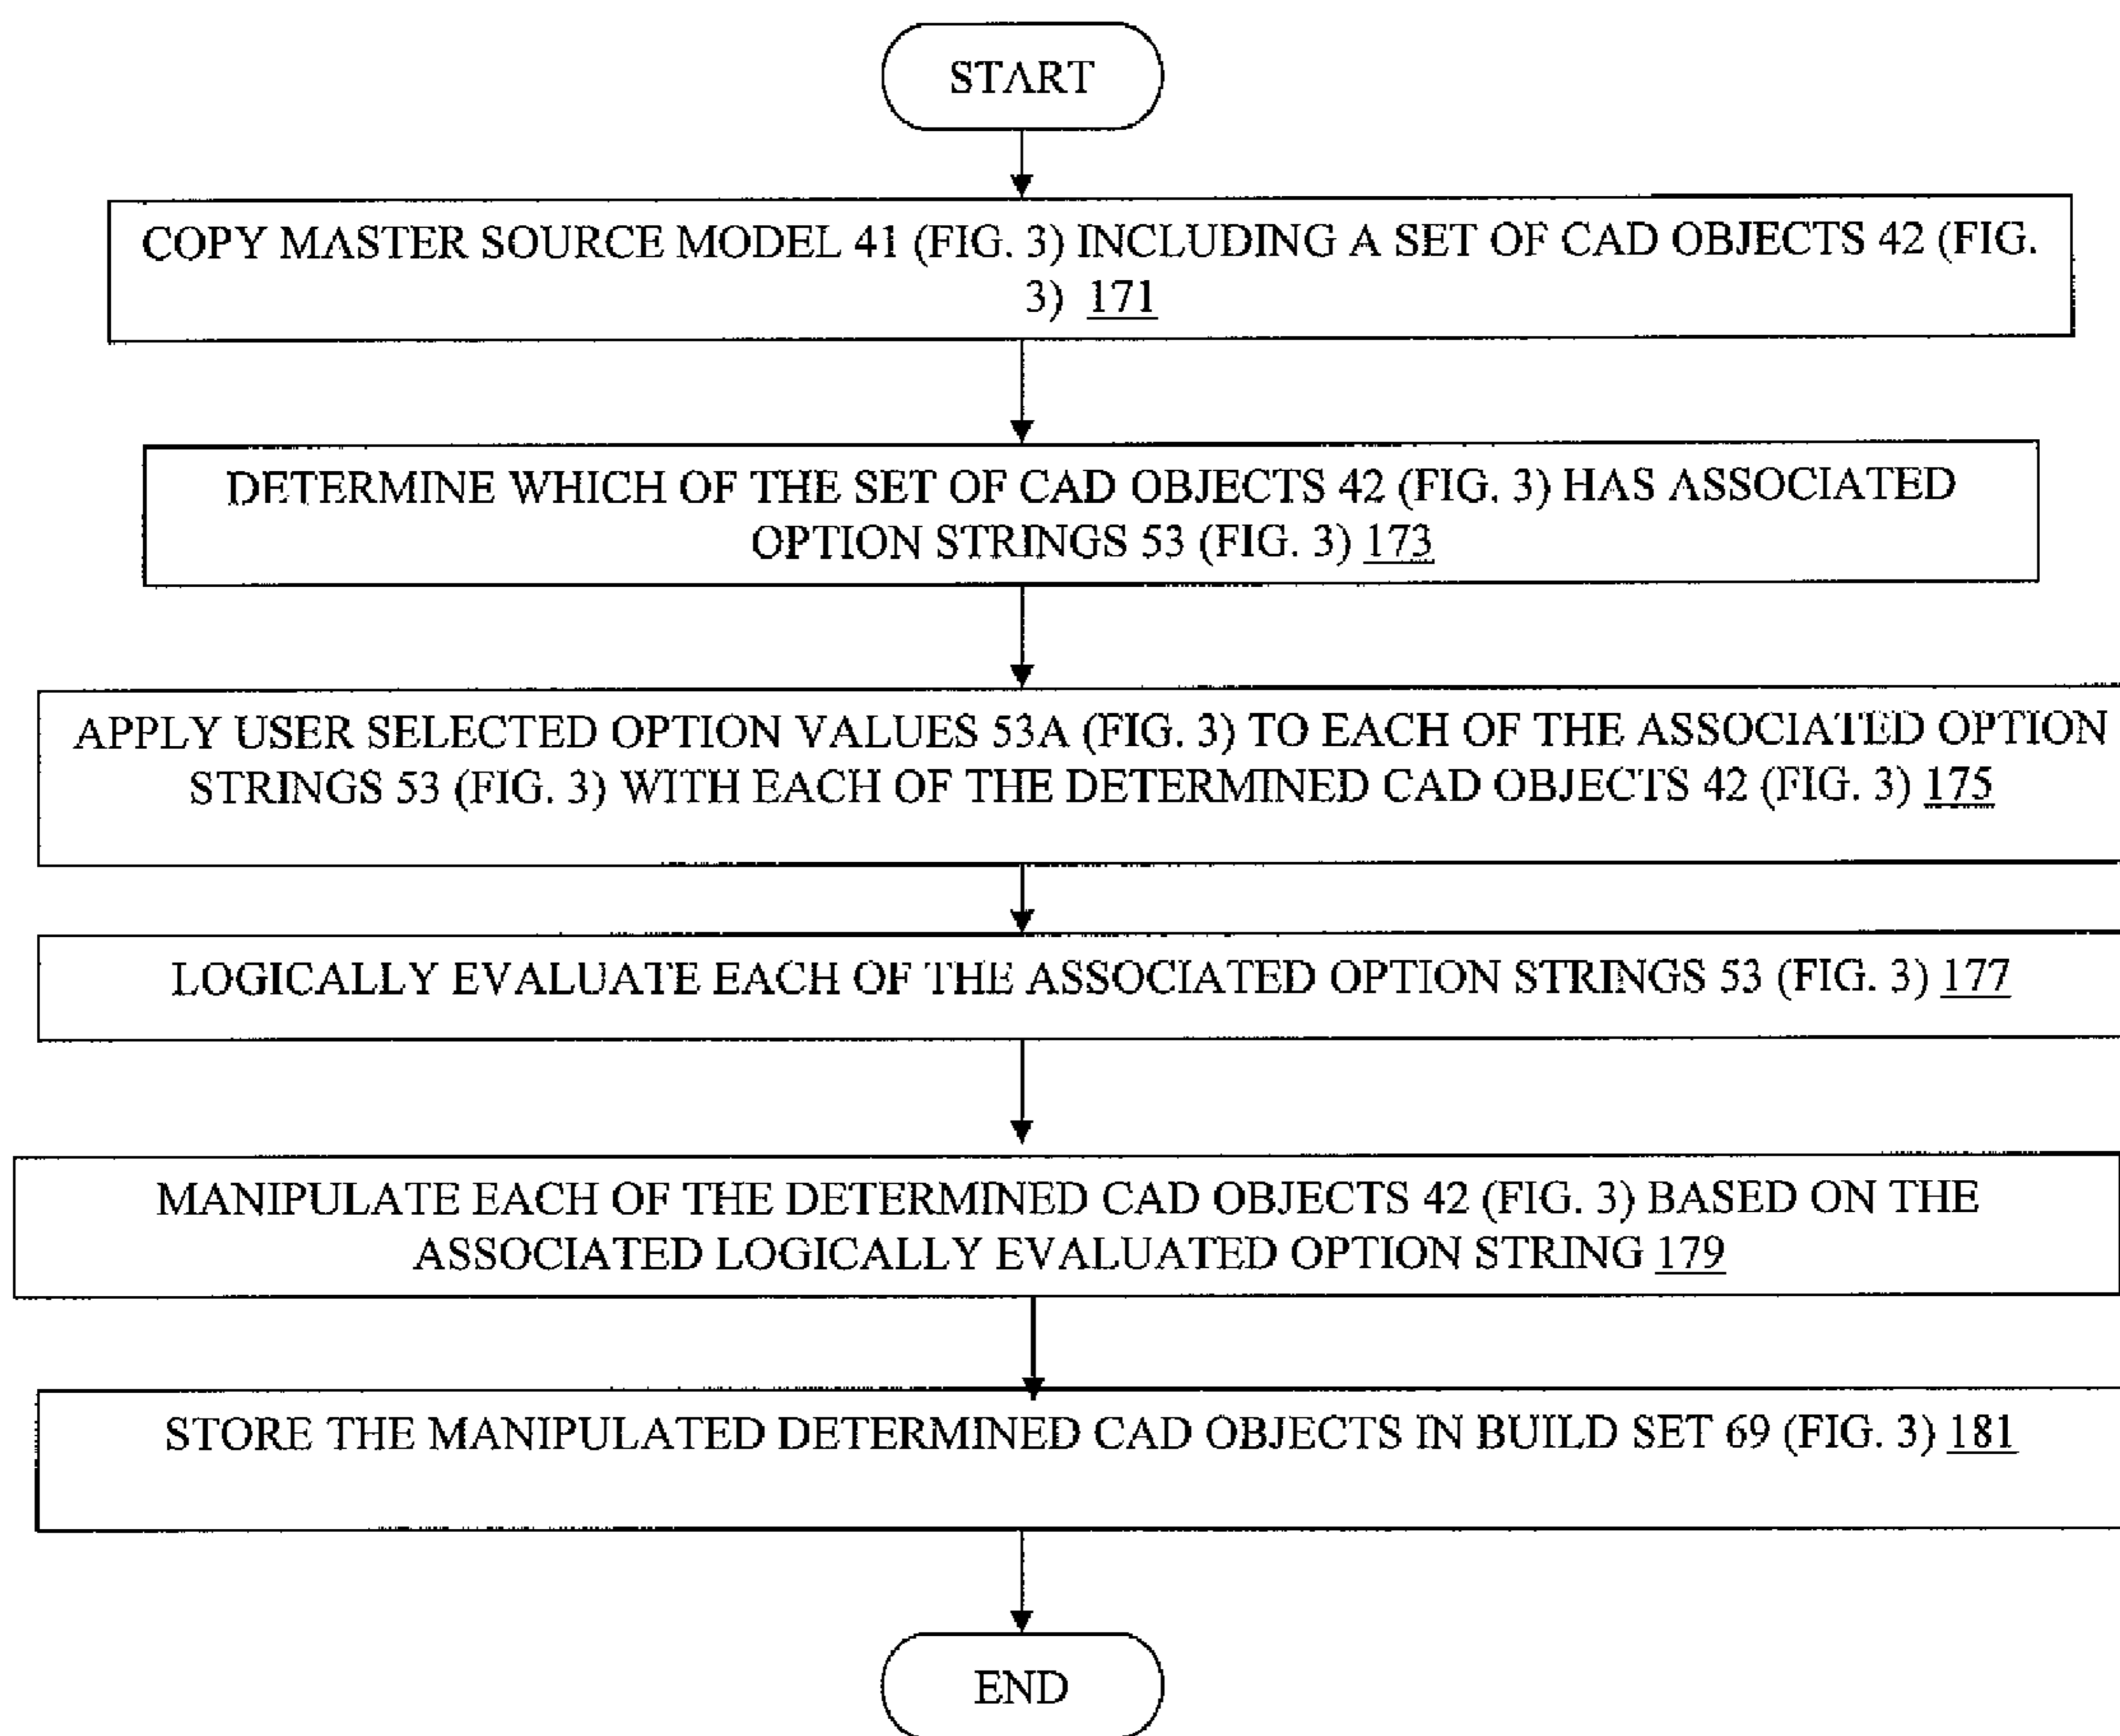 START
COPY MASTER SOURCE MODEL 41 (FIG. 3) INCLUDING A SET OF CAD OBJECTS 42 (FIG.
3) 171
DETERMINE WHICH OF THE SET OF CAD OBJECTS 42 (FIG. 3) HAS ASSOCIATED
OPTION STRINGS 53 (FIG. 3) 173
APPLY USER SELECTED OPTION VALUES 53A (FIG. 3) TO EACH OF THE ASSOCIATED OPTION
STRINGS 53 (FIG. 3) WITH EACH OF THE DETERMINED CAD OBJECTS 42 (FIG. 3) 175
LOGICALLY EVALUATE EACH OF THE ASSOCIATED OPTION STRINGS 53 (FIG. 3) 177
MANIPULATE EACH OF THE DETERMINED CAD OBJECTS 42 (FIG. 3) BASED ON THE
ASSOCIATED LOGICALLY EVALUATED OPTION STRING 179
STORE THE MANIPULATED DETERMINED CAD OBJECTS IN BUILD SET 69 (FIG. 3) 181
END